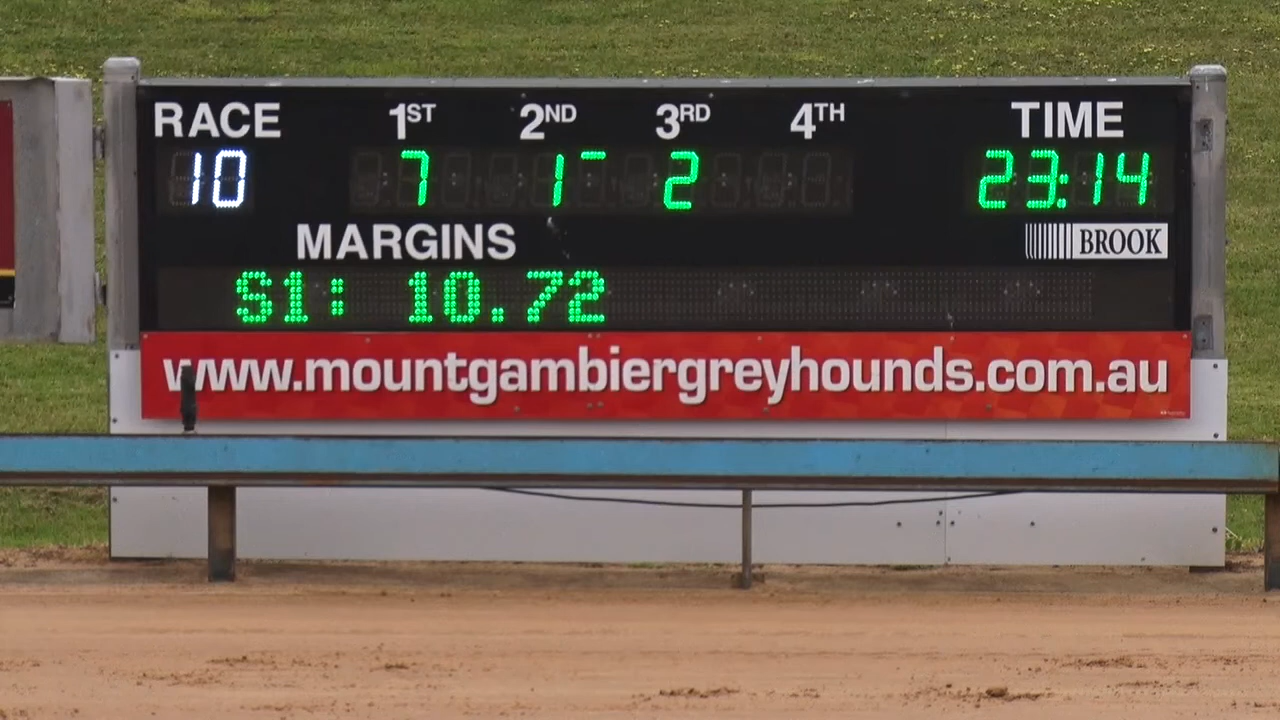 RACE 1ST 2ND 3RD 4TH TIME
10 7 1- 2 23:14
MARGINS BROOK
S1: 10.72
www.mountgambiergreyhounds.com.au